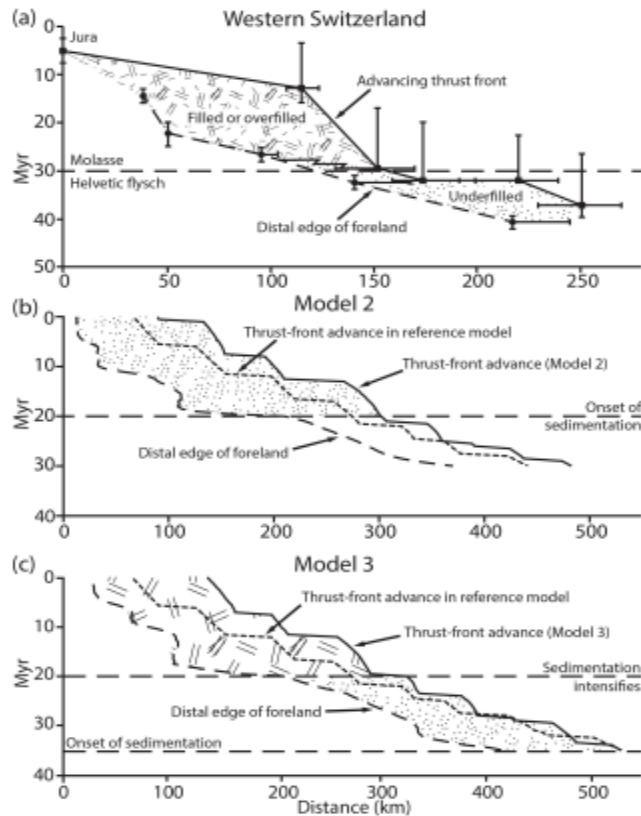 (a) Western Switzerland
0
10
20
30
40
50
Myr
Jura
Advancing thrust front
Filled or overfilled
Molasse
Helvetic flysch
Underfilled
Distal edge of foreland
0 50 100 150 200 250
(b) Model 2
0
10
20
30
40
Myr
Thrust-front advance in reference model
Thrust-front advance (Model 2)
Onset of
sedimentation
Distal edge of foreland
0 100 200 300 400 500
(c) Model 3
0
10
20
30
40
Myr
Thrust-front advance in reference model
Thrust-front advance (Model 3)
Sedimentation
intensifies
Distal edge of foreland
Onset of sedimentation
0 100 200 300 400 500
Distance (km)